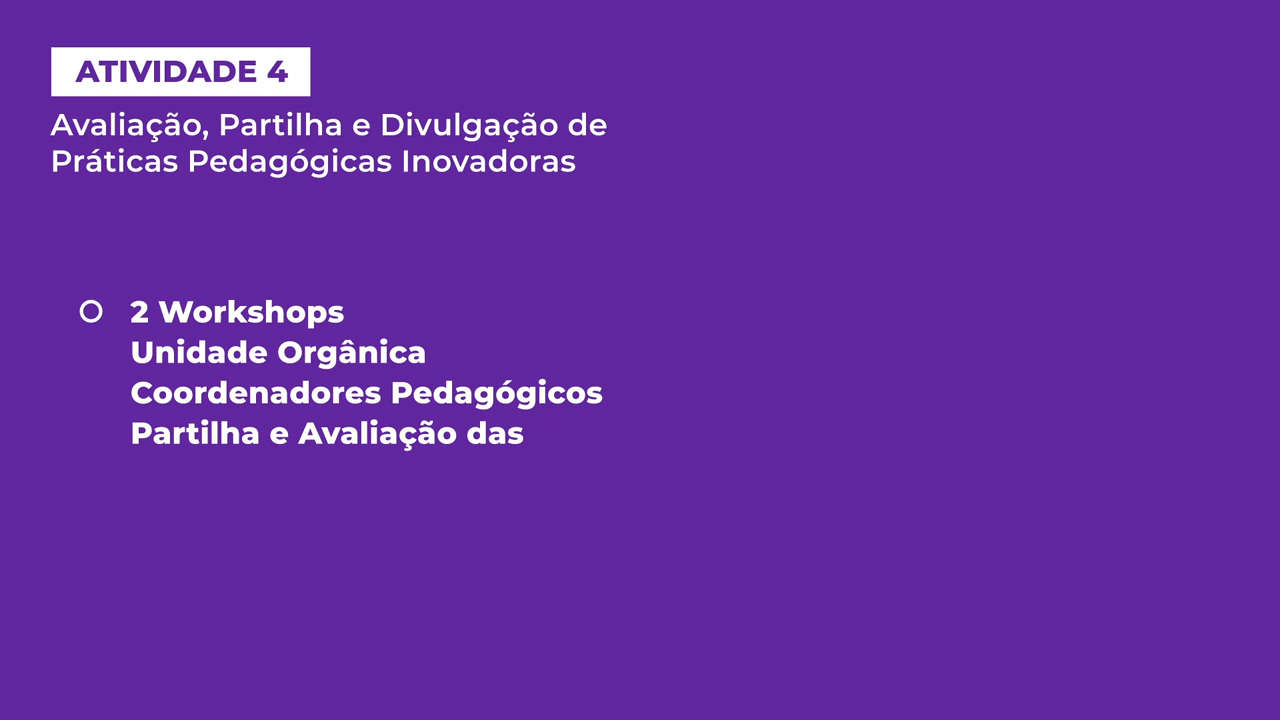 ATIVIDADE 4
Avaliação, Partilha e Divulgação de
Práticas Pedagógicas Inovadoras
2 Workshops
Unidade Orgânica
Coordenadores Pedagógicos
Partilha e Avaliação das